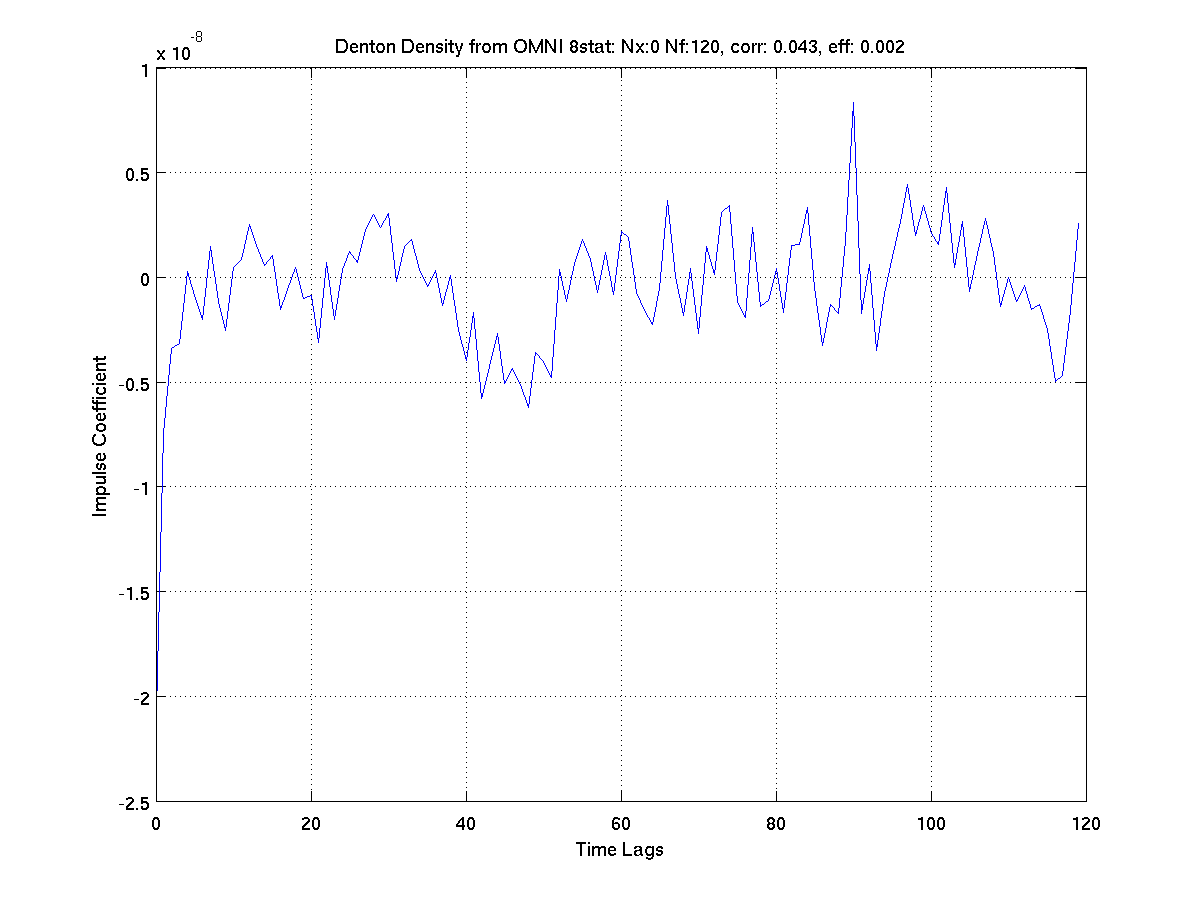 Denton Density from OMNI 8stat: Nx:0 Nf:120, corr: 0.043, eff: 0.002
x 10^-8
1
0.5
0
-0.5
-1
-1.5
-2
-2.5
Impulse Coefficient
0 20 40 60 80 100 120
Time Lags